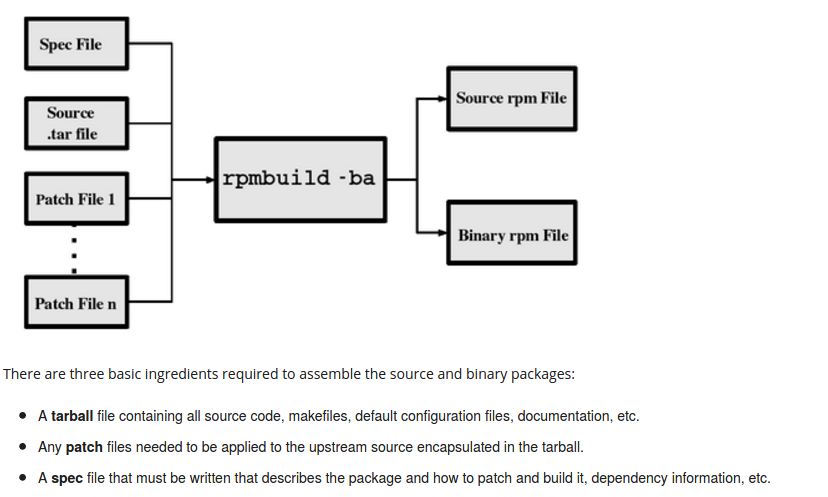 Spec File
Source
.tar file
Patch File 1
Patch File n
rpmbuild -ba
Source rpm File
Binary rpm File
There are three basic ingredients required to assemble the source and binary packages:
● A tarball file containing all source code, makefiles, default configuration files, documentation, etc.
● Any patch files needed to be applied to the upstream source encapsulated in the tarball.
● A spec file that must be written that describes the package and how to patch and build it, dependency information, etc.